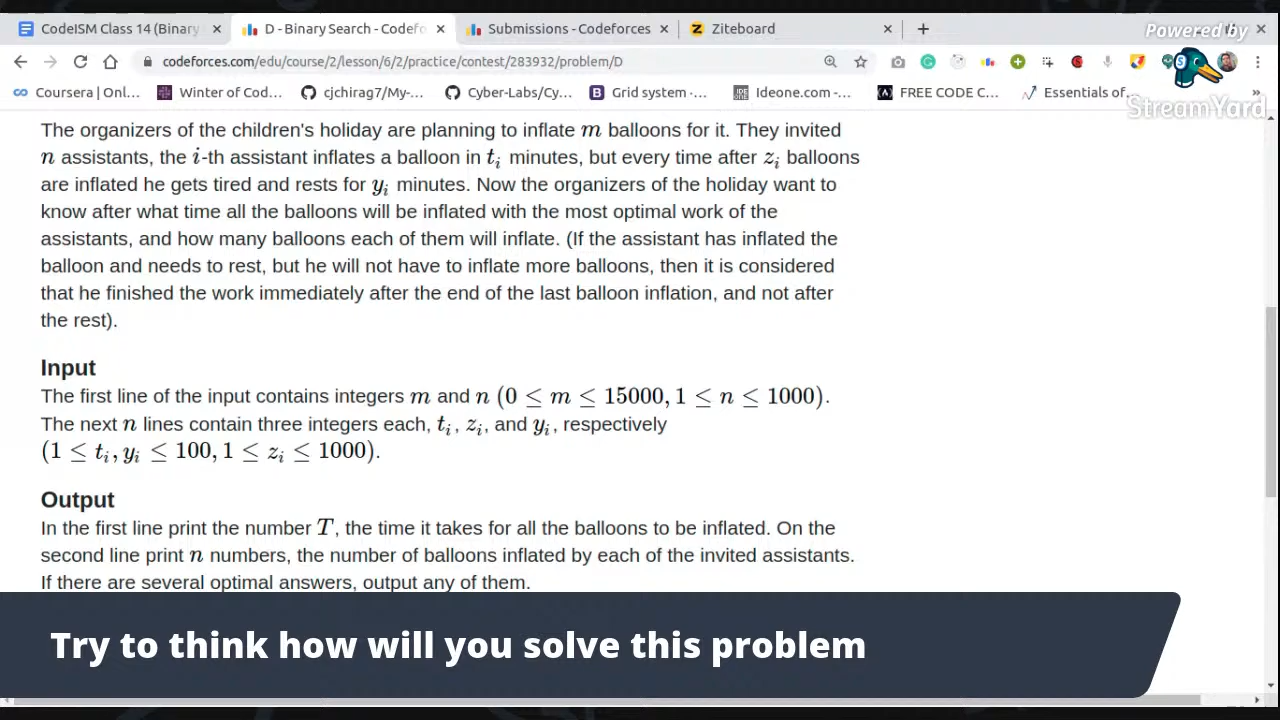 CodeISM Class 14 (Binary
D - Binary Search - Codefo
Submissions - Codeforces
Ziteboard
Powered by
codeforces.com/edu/course/2/lesson/6/2/practice/contest/283932/problem/D
Coursera | Onl...
Winter of Cod...
cjchirag7/My-...
Cyber-Labs/Cy...
Grid system ·...
Ideone.com -...
FREE CODE C...
Essentials of...
StreamYard
The organizers of the children's holiday are planning to inflate m balloons for it. They invited
n assistants, the i-th assistant inflates a balloon in tᵢ minutes, but every time after zᵢ balloons
are inflated he gets tired and rests for yᵢ minutes. Now the organizers of the holiday want to
know after what time all the balloons will be inflated with the most optimal work of the
assistants, and how many balloons each of them will inflate. (If the assistant has inflated the
balloon and needs to rest, but he will not have to inflate more balloons, then it is considered
that he finished the work immediately after the end of the last balloon inflation, and not after
the rest).
Input
The first line of the input contains integers m and n (0 ≤ m ≤ 15000, 1 ≤ n ≤ 1000).
The next n lines contain three integers each, tᵢ, zᵢ, and yᵢ, respectively
(1 ≤ tᵢ, yᵢ ≤ 100, 1 ≤ zᵢ ≤ 1000).
Output
In the first line print the number T, the time it takes for all the balloons to be inflated. On the
second line print n numbers, the number of balloons inflated by each of the invited assistants.
If there are several optimal answers, output any of them.
Try to think how will you solve this problem